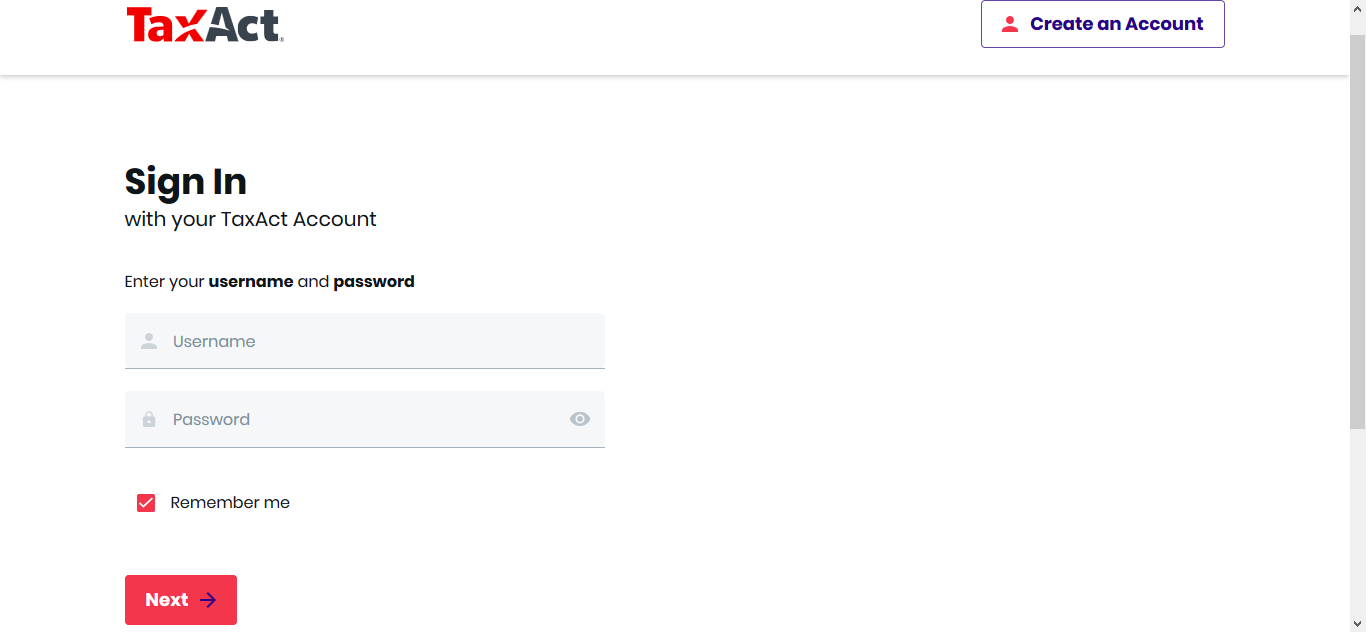 TaxAct®
Create an Account
Sign In
with your TaxAct Account
Enter your username and password
Username
Password
Remember me
Next